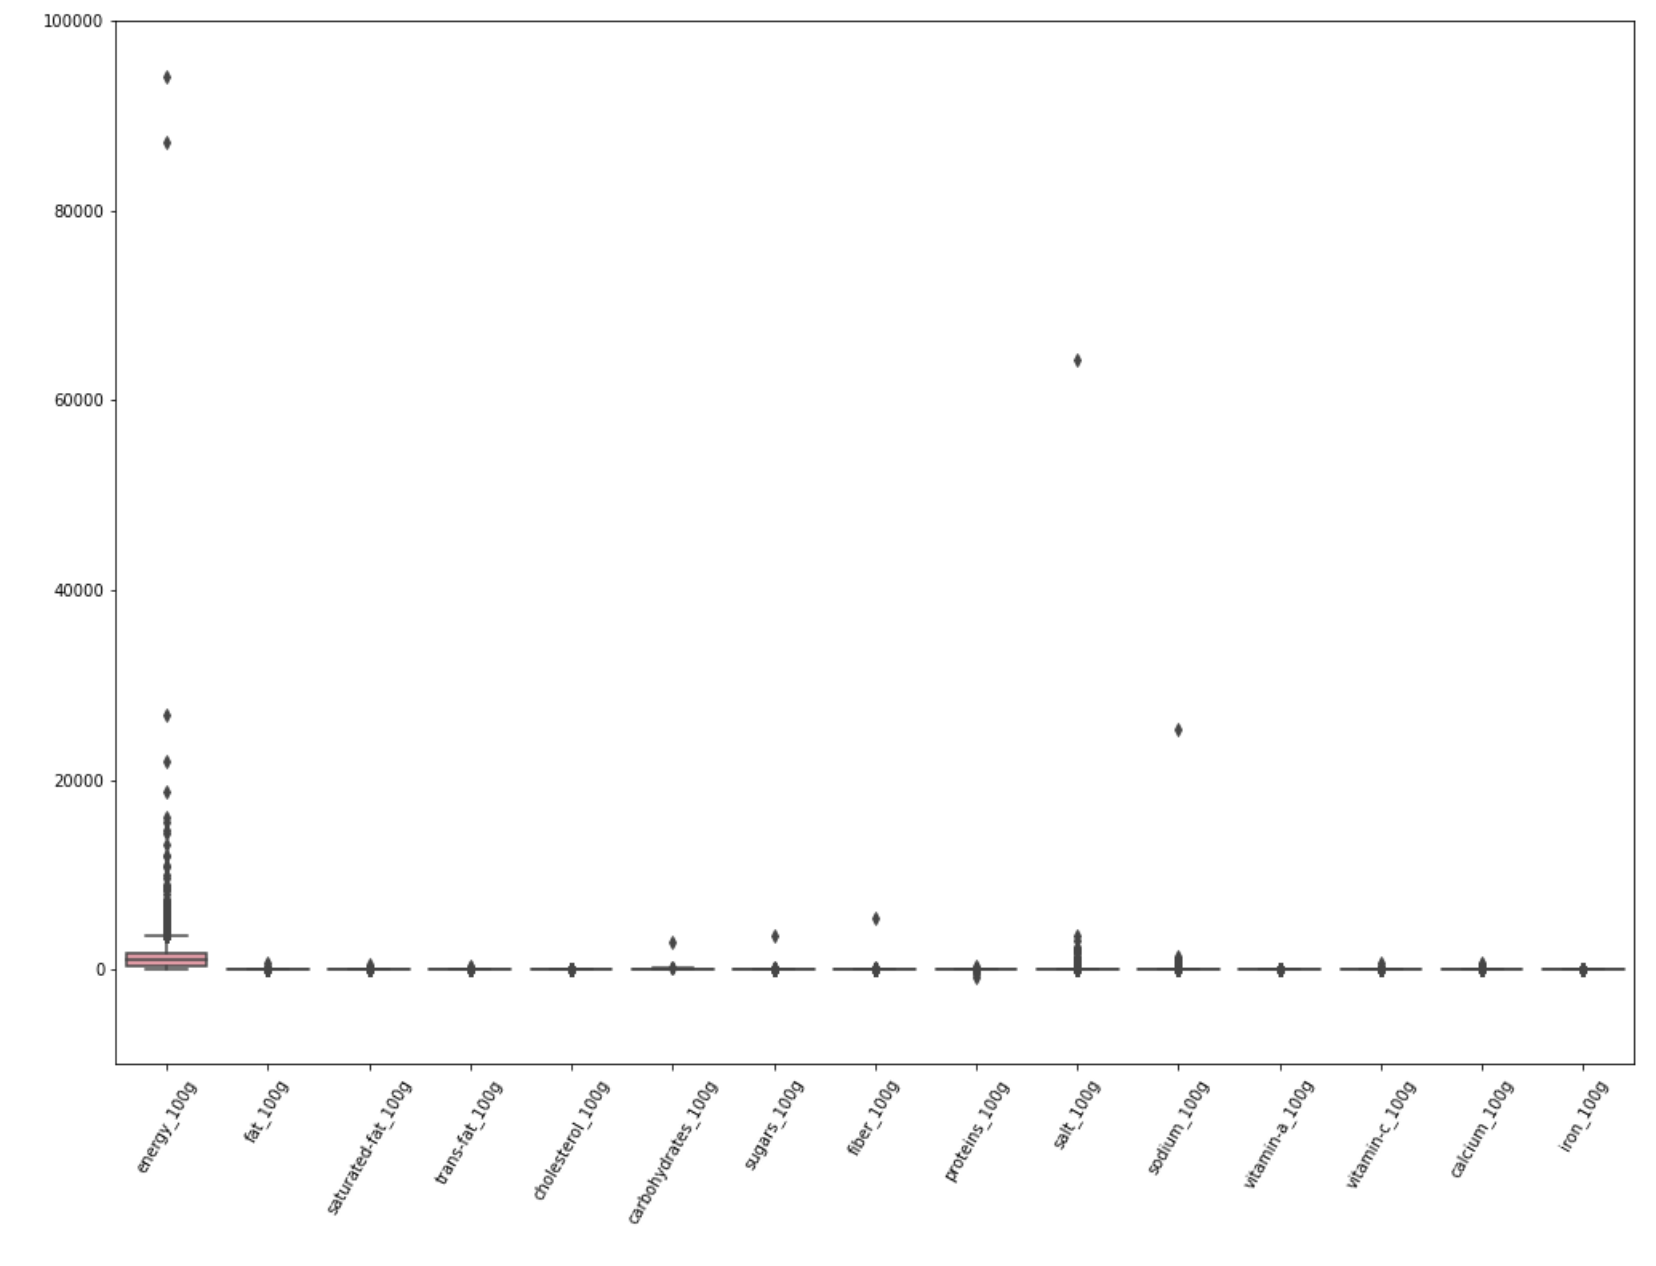 100000
80000
60000
40000
20000
0
energy_100g
fat_100g
saturated-fat_100g
trans-fat_100g
cholesterol_100g
carbohydrates_100g
sugars_100g
fiber_100g
proteins_100g
salt_100g
sodium_100g
vitamin-a_100g
vitamin-c_100g
calcium_100g
iron_100g